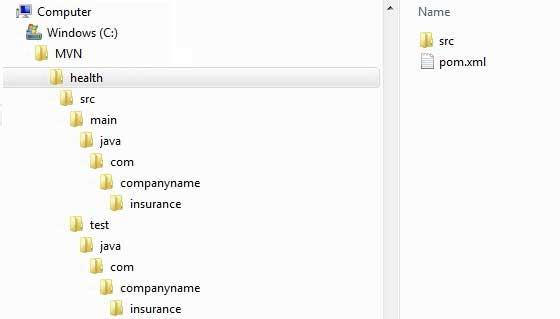 Computer
Windows (C:)
MVN
health
src
main
java
com
companyname
insurance
test
java
com
companyname
insurance
Name
src
pom.xml